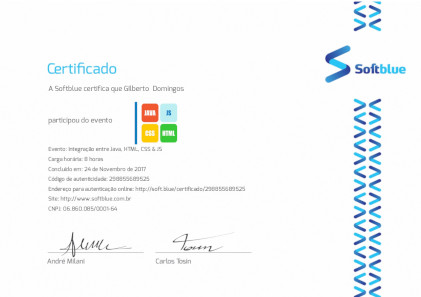 Certificado
Softblue
A Softblue certifica que Gilberto Domingos
JAVA JS
participou do evento
CSS HTML
Evento: Integração entre Java, HTML, CSS & JS
Carga horária: 8 horas
Concluído em: 24 de Novembro de 2017
Código de autenticidade: 298855689525
Endereço para autenticação online: http://soft.blue/certificado/298855689525
Site: http://www.softblue.com.br
CNPJ: 06.860.085/0001-64
André Milani
Carlos Tosin